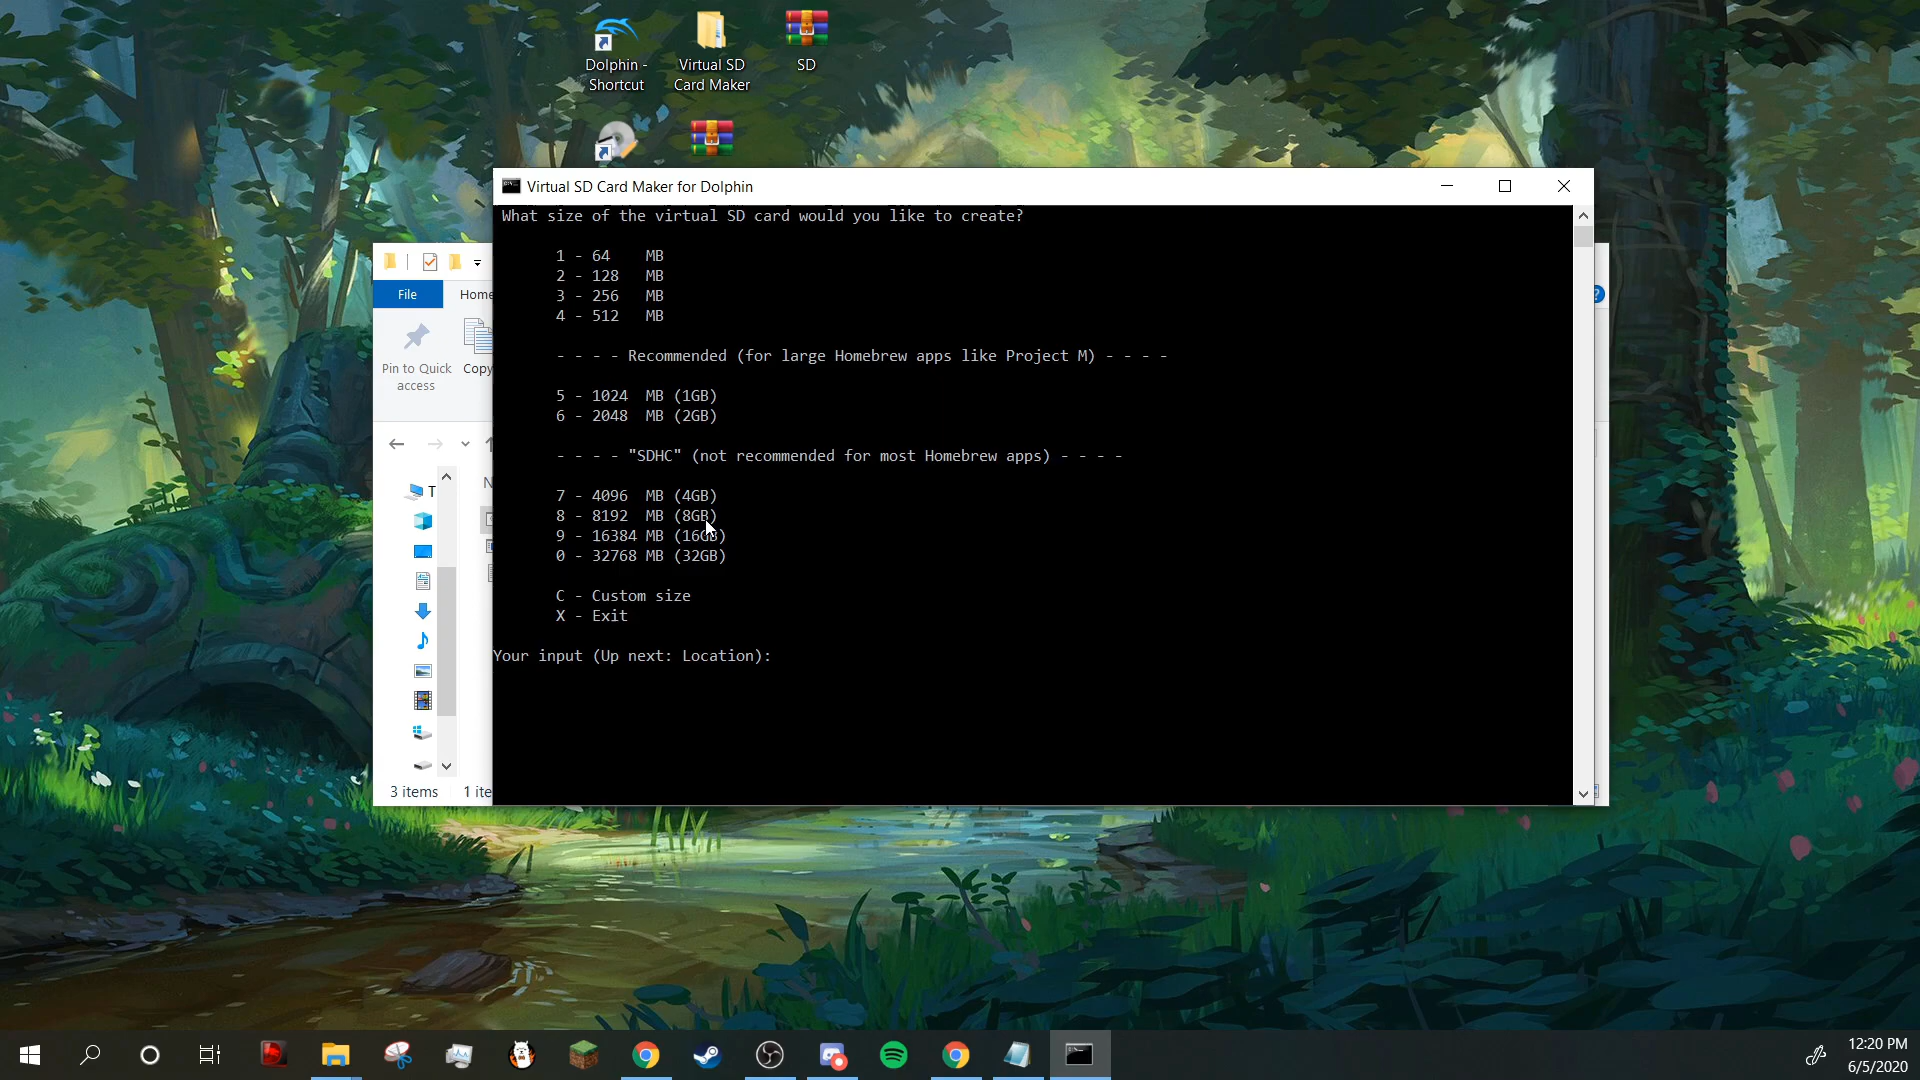 Dolphin -
Shortcut
Virtual SD
Card Maker
SD
Virtual SD Card Maker for Dolphin
What size of the virtual SD card would you like to create?
1 - 64 MB
2 - 128 MB
3 - 256 MB
4 - 512 MB
- - - - Recommended (for large Homebrew apps like Project M) - - - -
5 - 1024 MB (1GB)
6 - 2048 MB (2GB)
- - - - "SDHC" (not recommended for most Homebrew apps) - - - -
7 - 4096 MB (4GB)
8 - 8192 MB (8GB)
9 - 16384 MB (16GB)
0 - 32768 MB (32GB)
C - Custom size
X - Exit
Your input (Up next: Location):
File
Home
Pin to Quick
access
Copy
T
N
3 items
1 ite
12:20 PM
6/5/2020